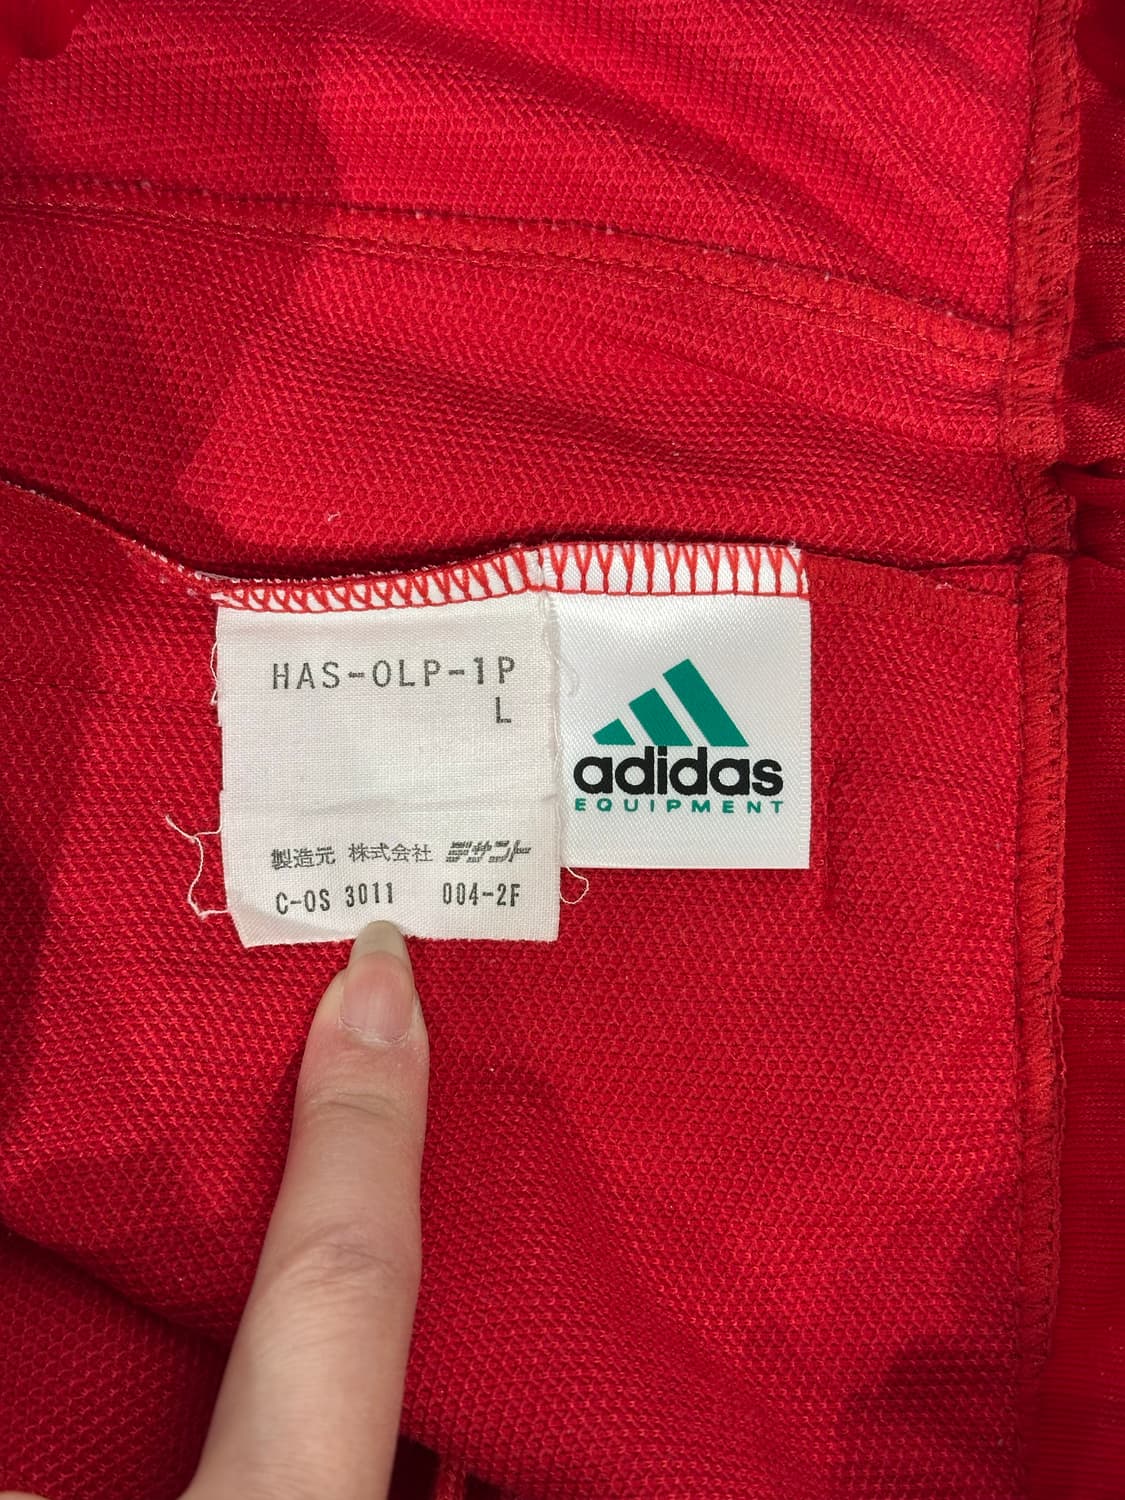 HAS-OLP-1P
L
製造元 株式会社 デサント
C-OS 3011 004-2F
adidas
EQUIPMENT